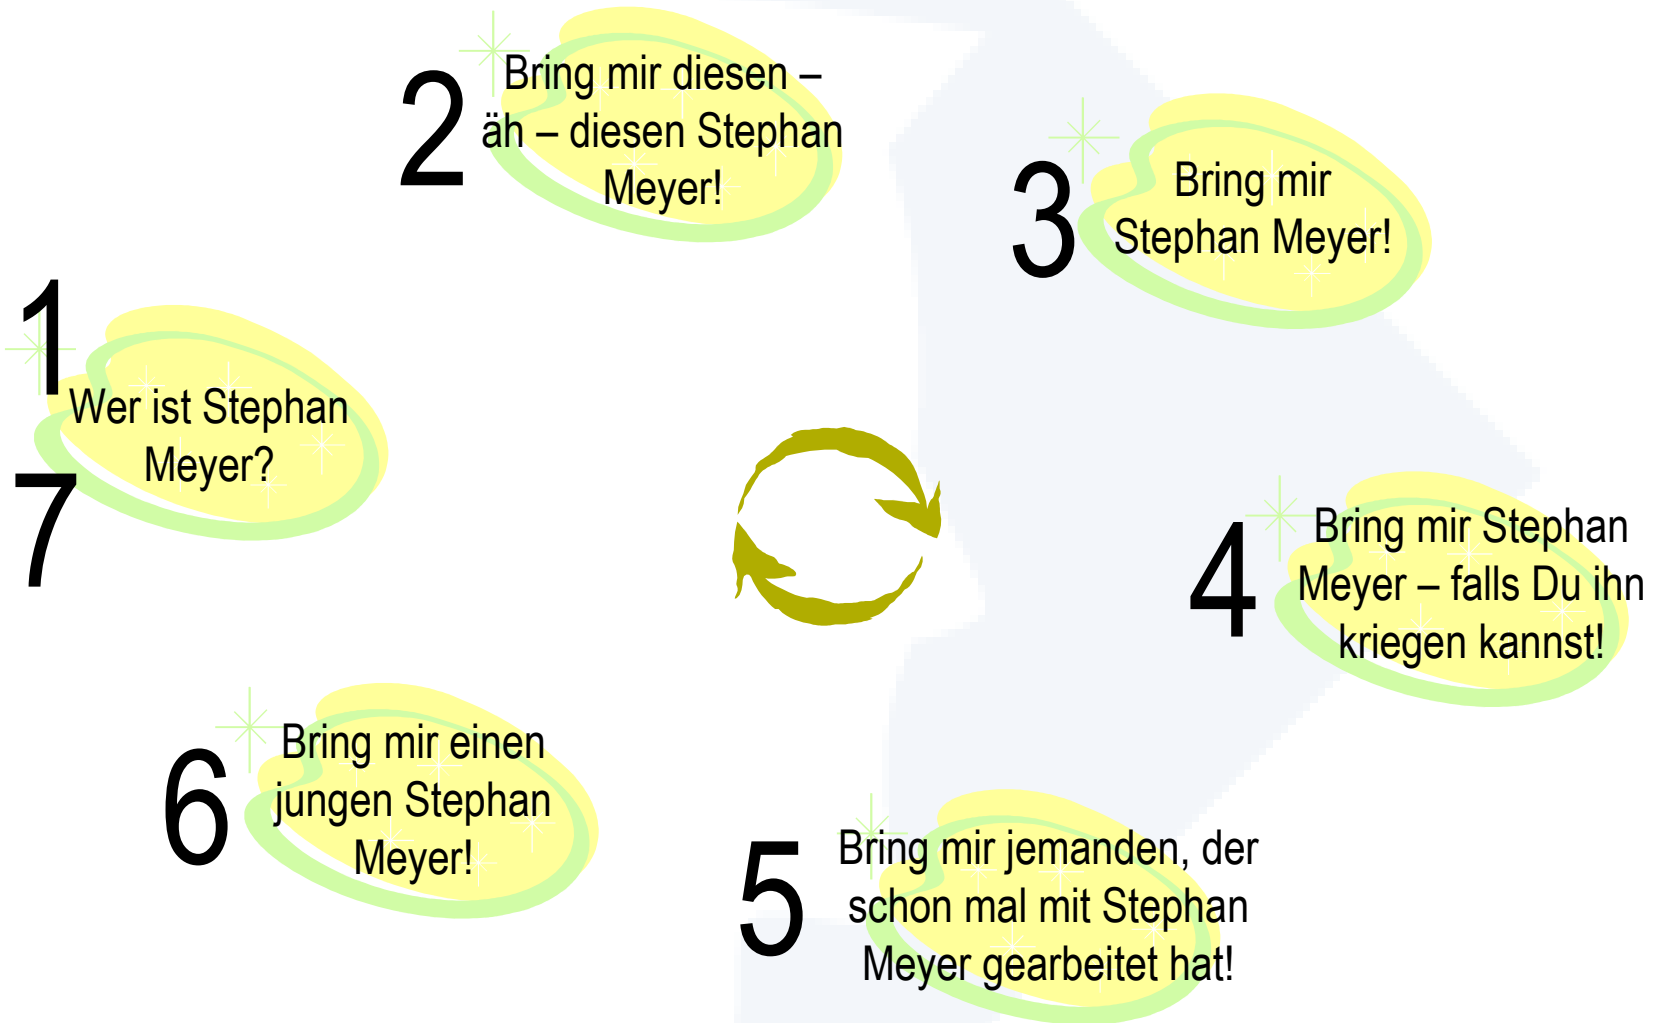 1
Wer ist Stephan
Meyer?
7
2
Bring mir diesen –
äh – diesen Stephan
Meyer!
3
Bring mir
Stephan Meyer!
4
Bring mir Stephan
Meyer – falls Du ihn
kriegen kannst!
5
Bring mir jemanden, der
schon mal mit Stephan
Meyer gearbeitet hat!
6
Bring mir einen
jungen Stephan
Meyer!